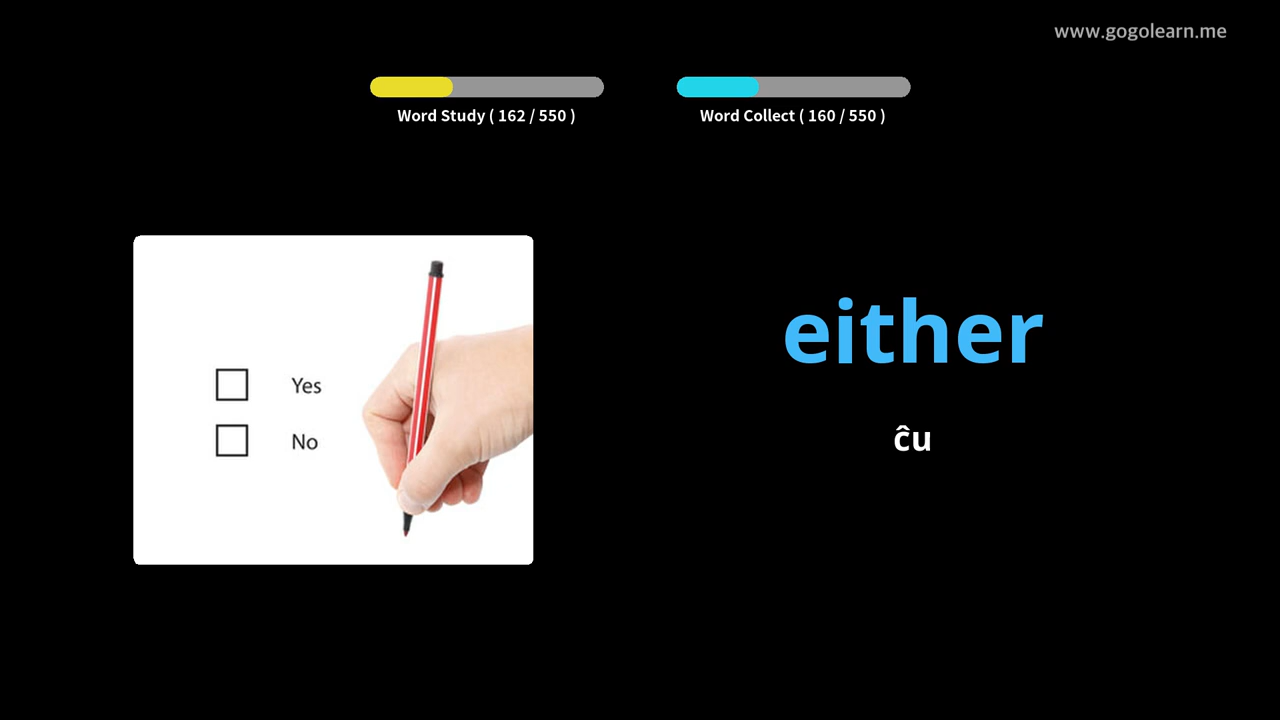 www.gogolearn.me
Word Study ( 162 / 550 )
Word Collect ( 160 / 550 )
Yes
No
either
ĉu